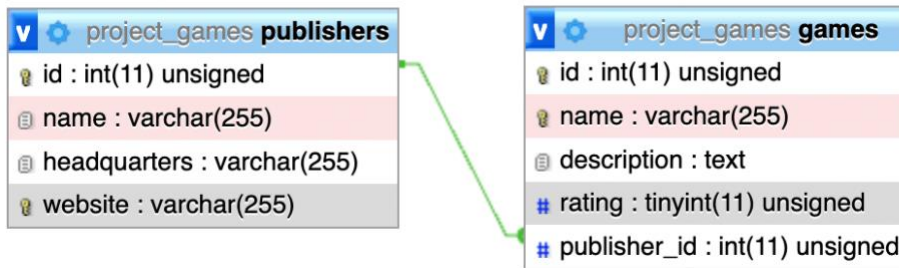 v project_games publishers
id : int(11) unsigned
name : varchar(255)
headquarters : varchar(255)
website : varchar(255)
v project_games games
id : int(11) unsigned
name : varchar(255)
description : text
# rating : tinyint(11) unsigned
# publisher_id : int(11) unsigned